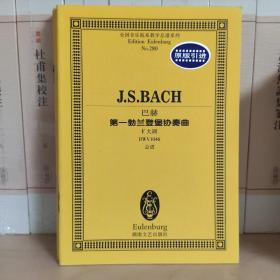 全国音乐院系教学总谱系列
Edition Eulenburg
No.280
原版引进
J.S.BACH
巴赫
第一勃兰登堡协奏曲
F大调
BWV1046
总谱
Eulenburg
湖南文艺出版社
杜甫集校注